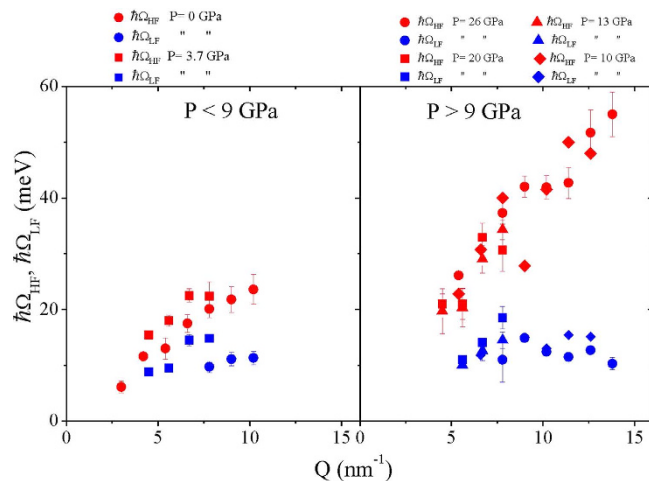 ℏΩHF P= 0 GPa
ℏΩLF " "
ℏΩHF P= 3.7 GPa
ℏΩLF " "
ℏΩHF P= 26 GPa ℏΩHF P= 13 GPa
ℏΩLF " " ℏΩLF " "
ℏΩHF P= 20 GPa ℏΩHF P= 10 GPa
ℏΩLF " " ℏΩLF " "
P < 9 GPa P > 9 GPa
ℏΩHF, ℏΩLF (meV)
60
40
20
0
0 5 10 15 0 5 10 15
Q (nm⁻¹)